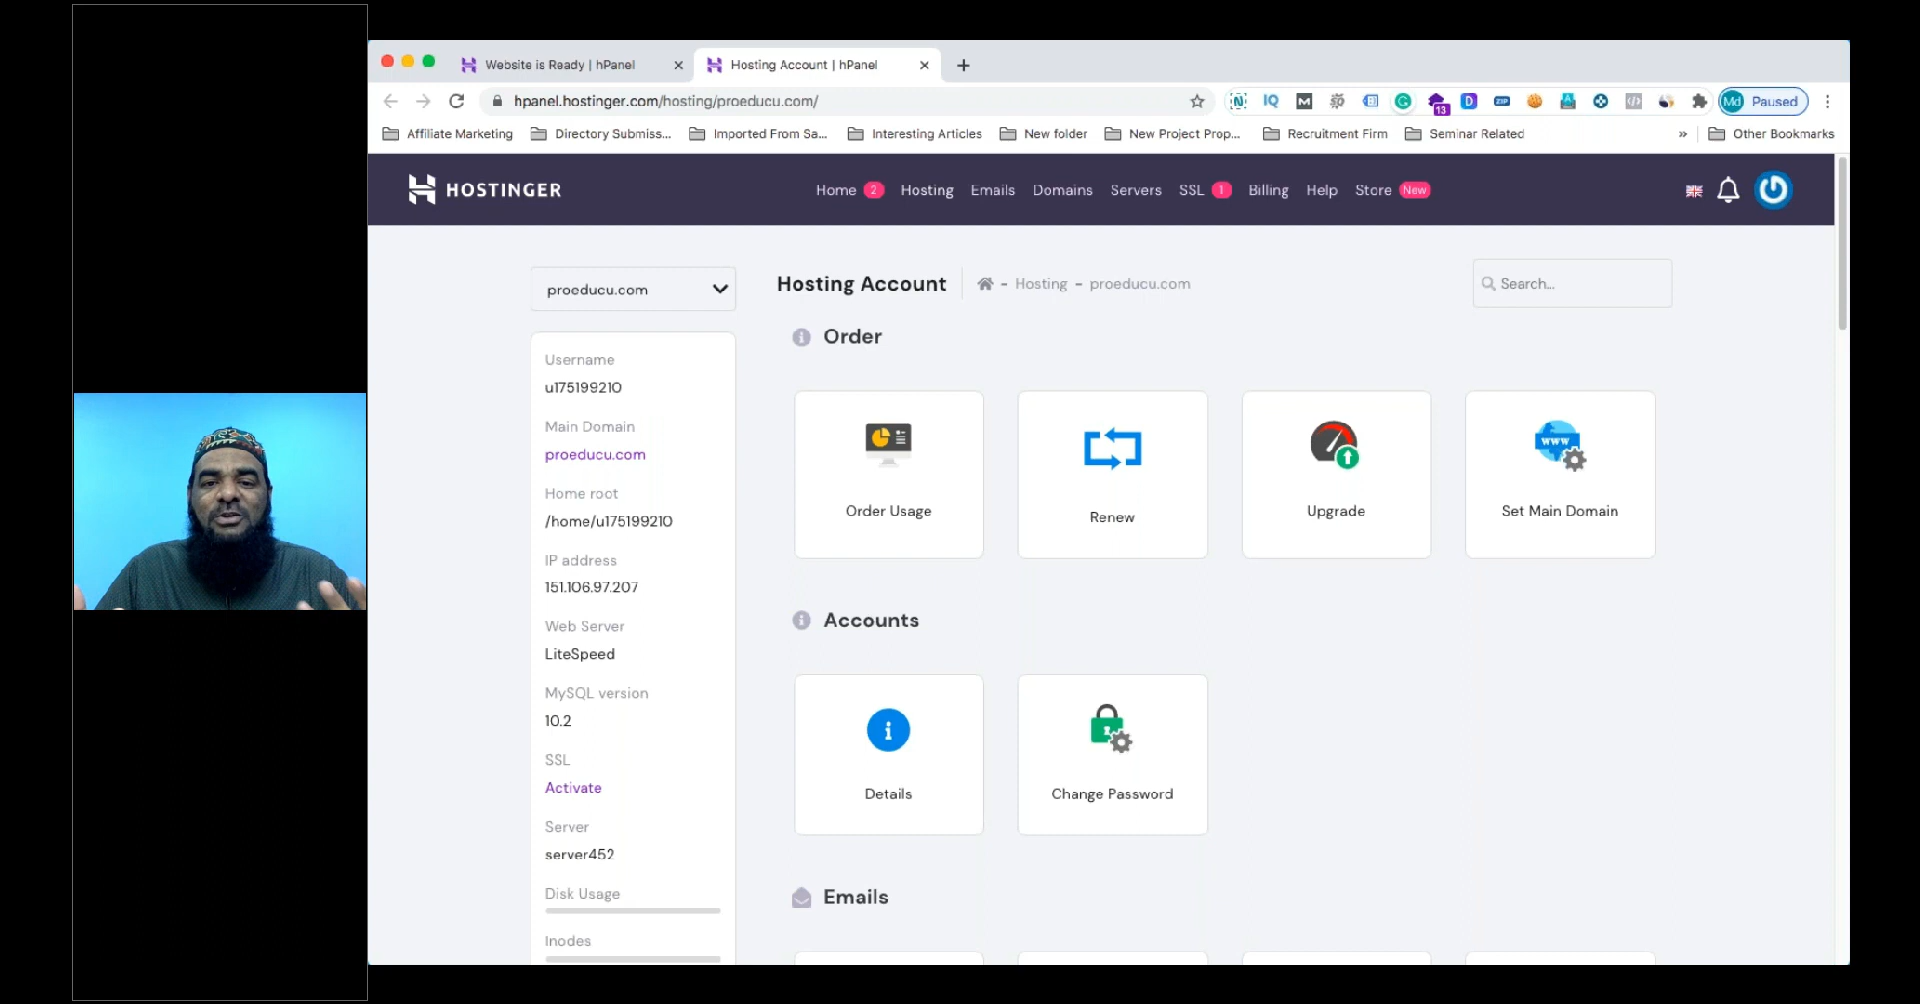 Website is Ready | hPanel
Hosting Account | hPanel
hpanel.hostinger.com/hosting/proeducu.com/
IQ
M
13
D
ZIP
Md Paused
Affiliate Marketing
Directory Submiss...
Imported From Sa...
Interesting Articles
New folder
New Project Prop...
Recruitment Firm
Seminar Related
»
Other Bookmarks
HOSTINGER
Home 2
Hosting
Emails
Domains
Servers
SSL 1
Billing
Help
Store New
proeducu.com
Hosting Account
- Hosting - proeducu.com
Search...
Username
u175199210
Main Domain
proeducu.com
Home root
/home/u175199210
IP address
151.106.97.207
Web Server
LiteSpeed
MySQL version
10.2
SSL
Activate
Server
server452
Disk Usage
Inodes
Order
Order Usage
Renew
Upgrade
WWW
Set Main Domain
Accounts
Details
Change Password
Emails